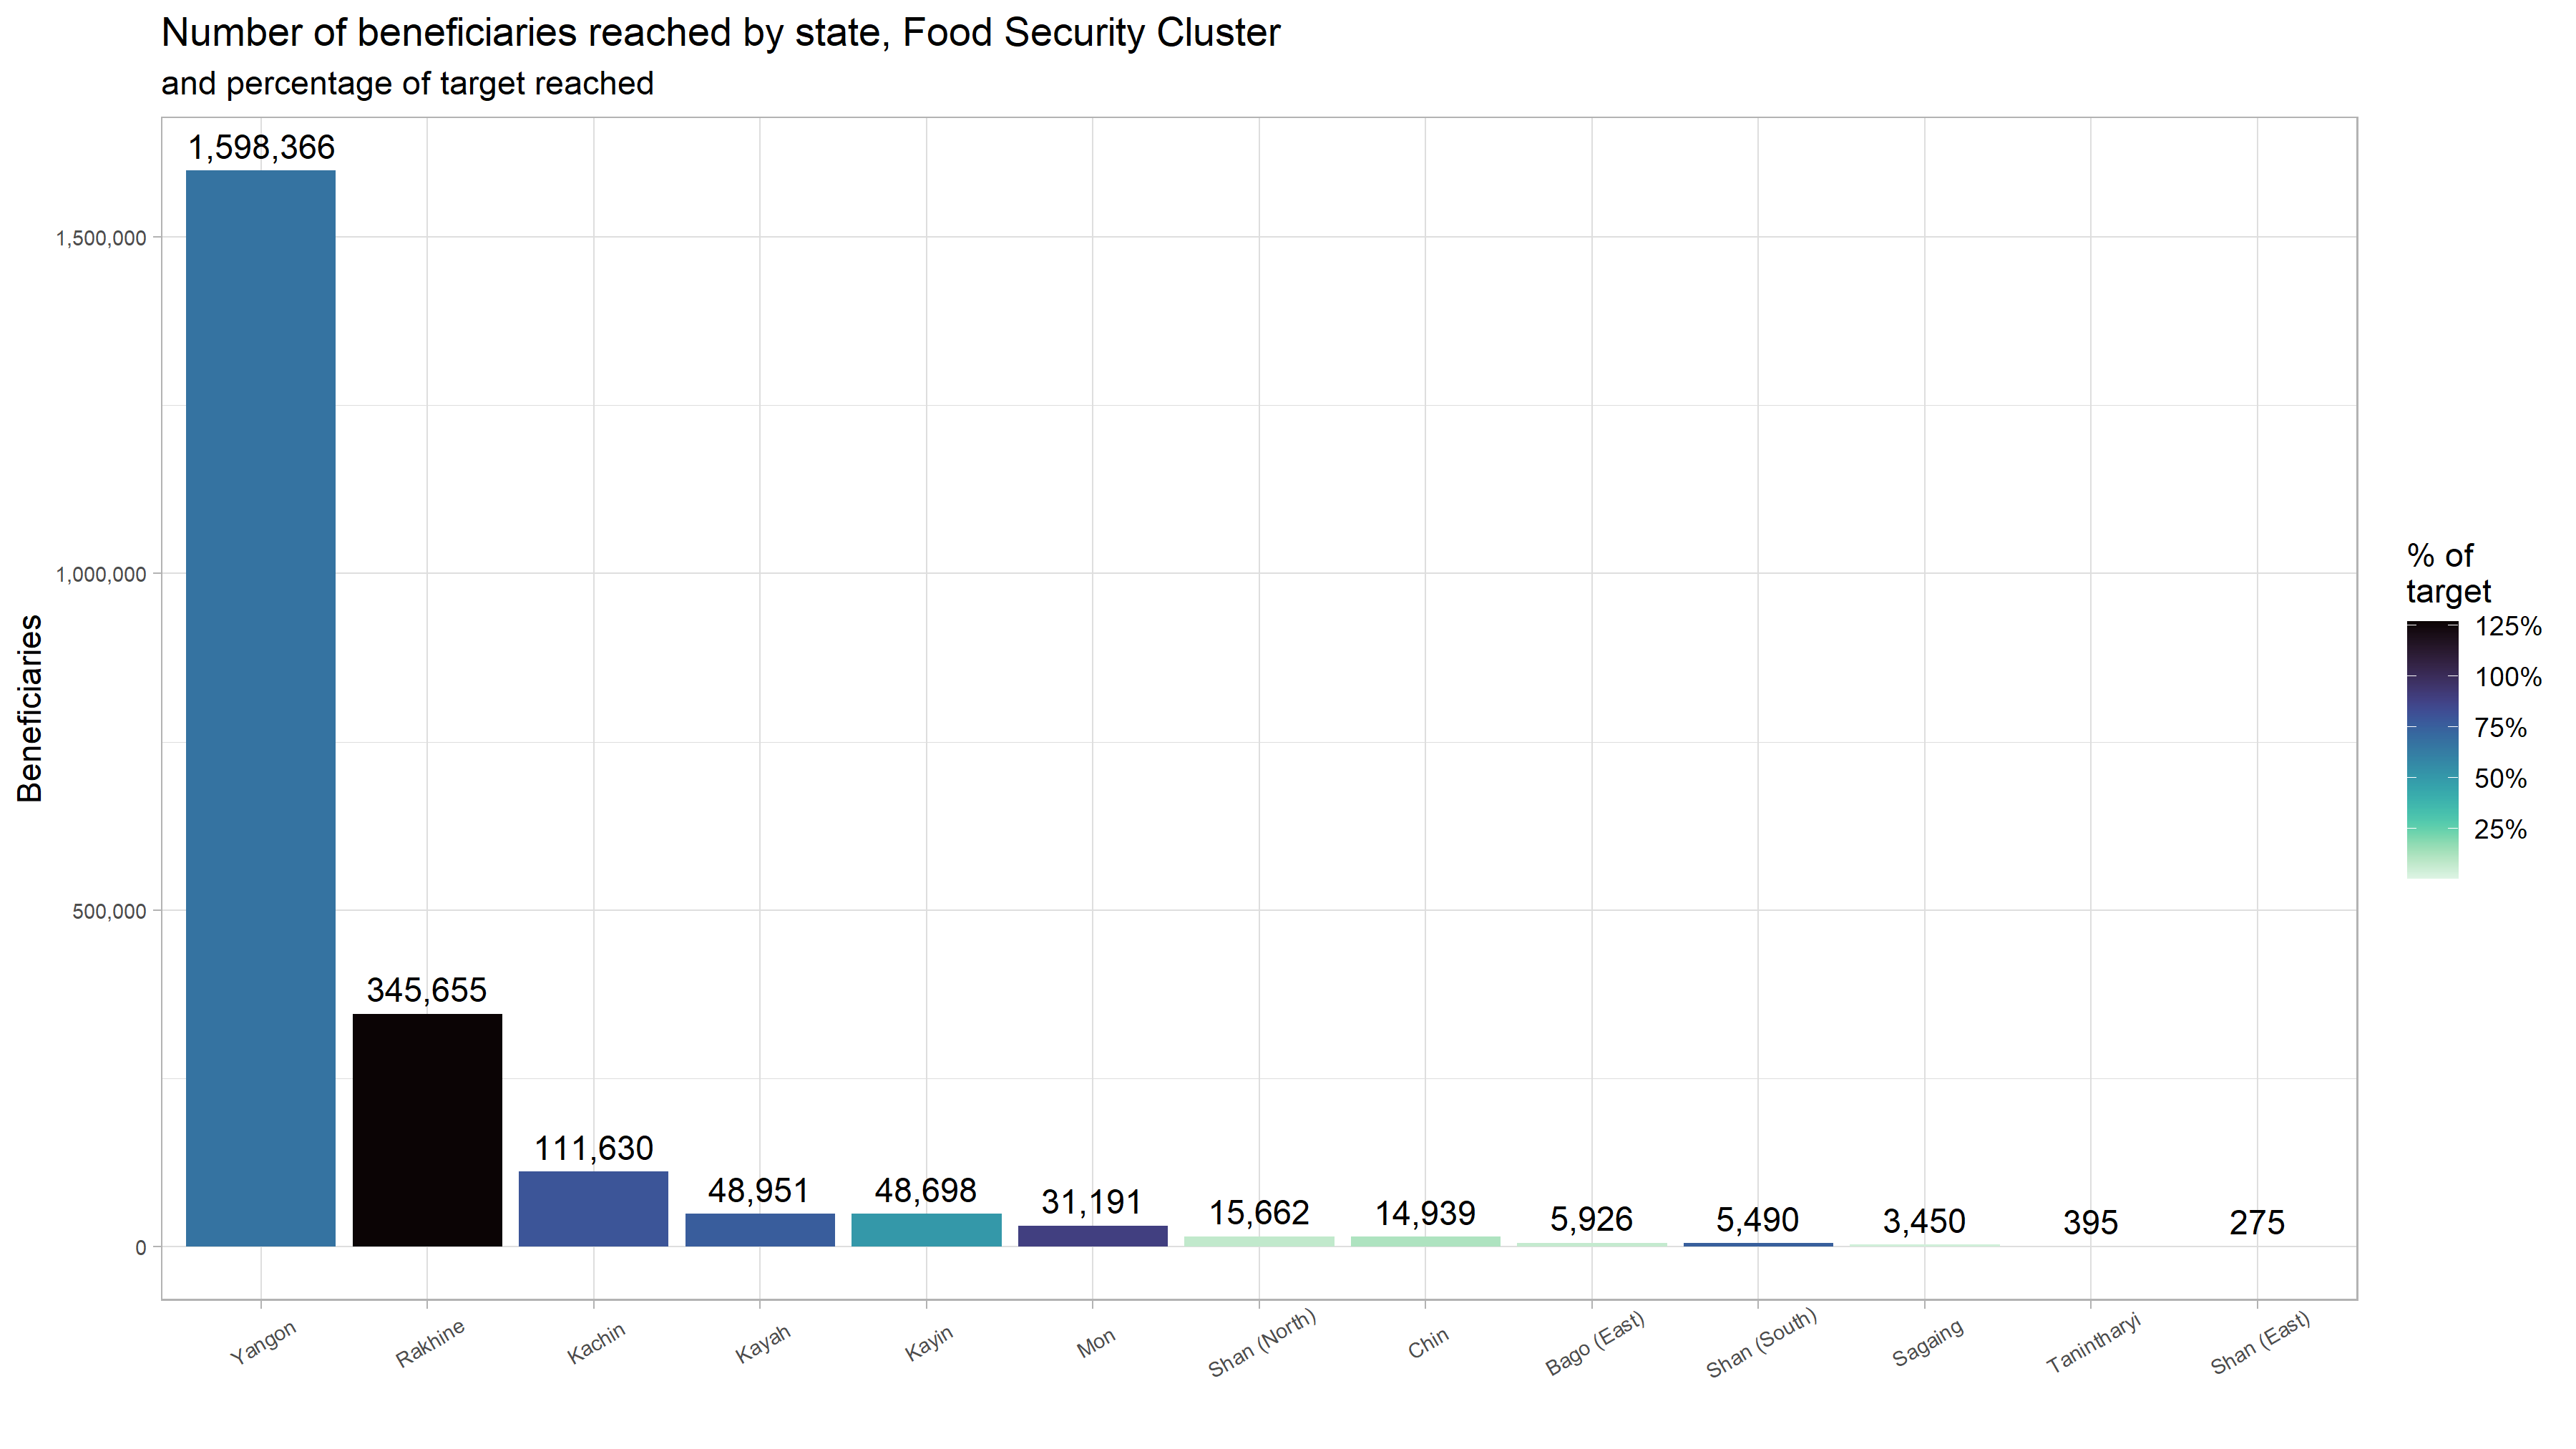 Number of beneficiaries reached by state, Food Security Cluster
and percentage of target reached
1,598,366
1,500,000
1,000,000
500,000
0
Beneficiaries
345,655
111,630
48,951
48,698
31,191
15,662
14,939
5,926
5,490
3,450
395
275
Yangon
Rakhine
Kachin
Kayah
Kayin
Mon
Shan (North)
Chin
Bago (East)
Shan (South)
Sagaing
Tanintharyi
Shan (East)
% of
target
125%
100%
75%
50%
25%